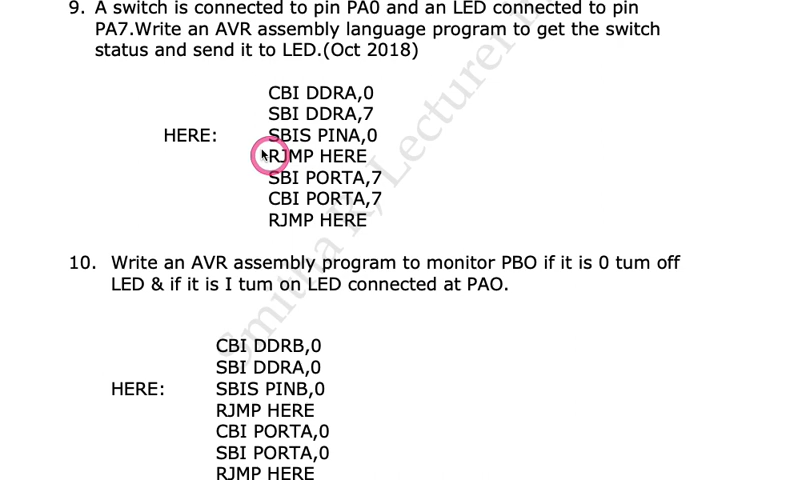 9. A switch is connected to pin PA0 and an LED connected to pin
PA7.Write an AVR assembly language program to get the switch
status and send it to LED.(Oct 2018)
CBI DDRA,0
SBI DDRA,7
HERE: SBIS PINA,0
RJMP HERE
SBI PORTA,7
CBI PORTA,7
RJMP HERE
10. Write an AVR assembly program to monitor PBO if it is 0 tum off
LED & if it is I tum on LED connected at PAO.
CBI DDRB,0
SBI DDRA,0
HERE: SBIS PINB,0
RJMP HERE
CBI PORTA,0
SBI PORTA,0
RJMP HERE
Smitha K, Lecturer